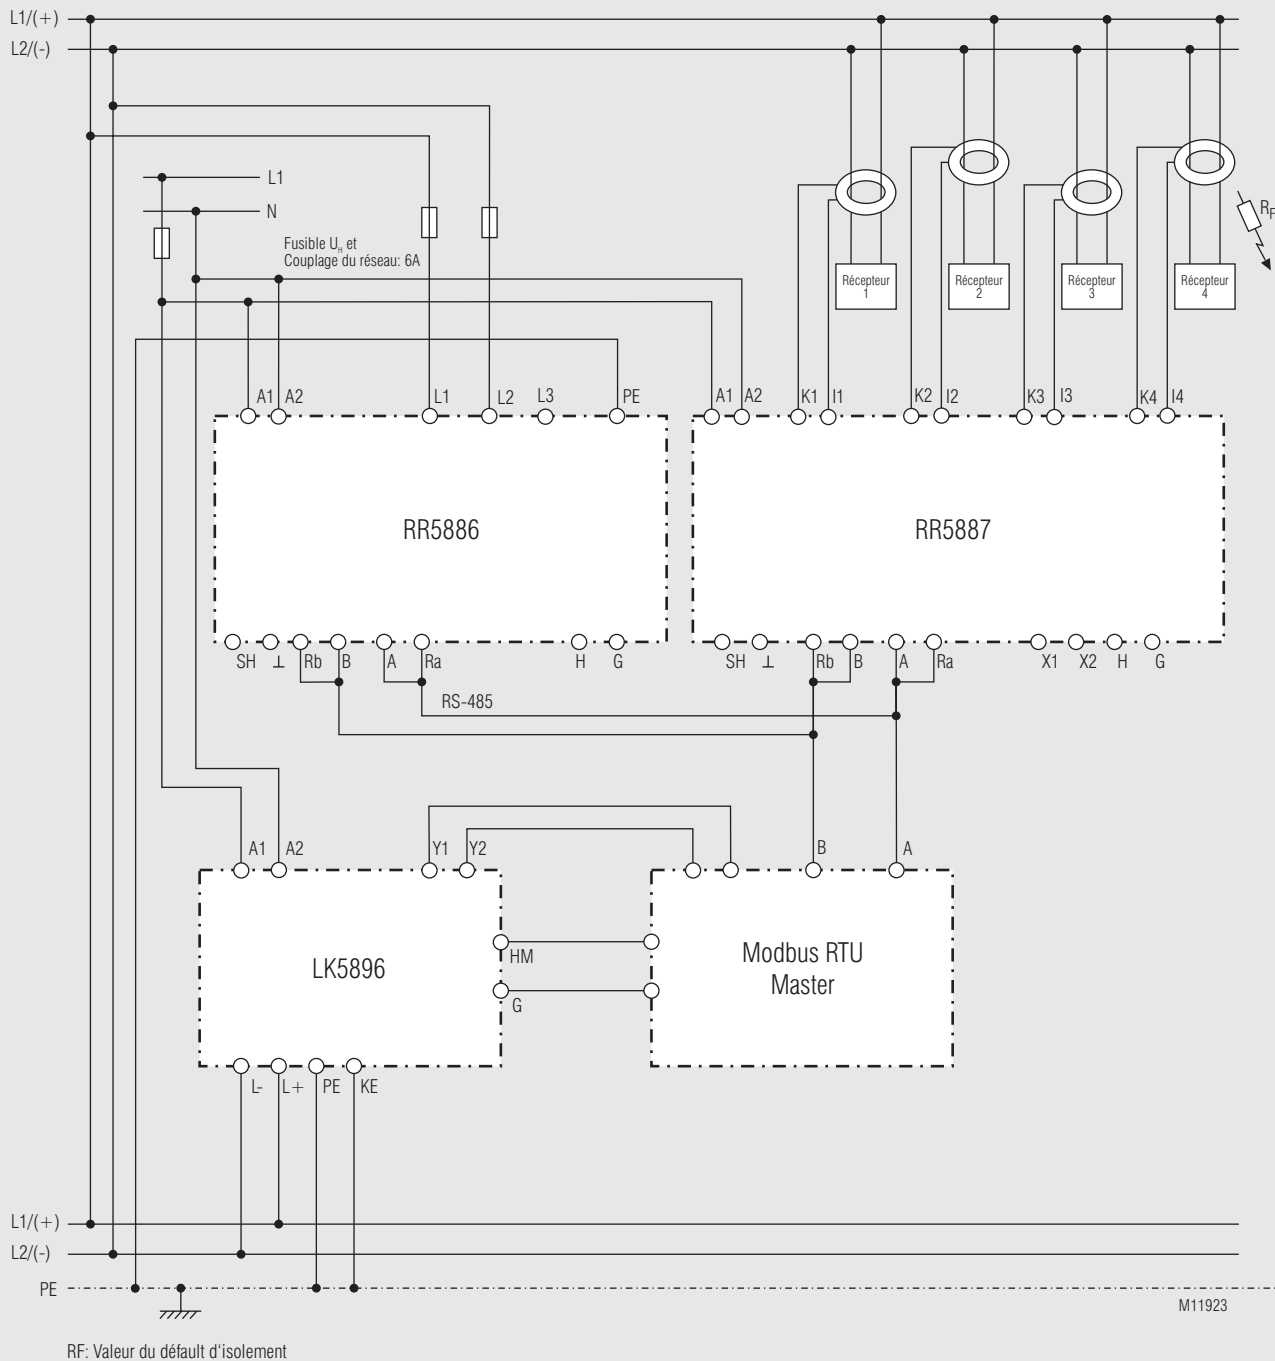 L1/(+)
L2/(-)
L1
N
Fusible U_H et
Couplage du réseau: 6A
R_F
Récepteur
1
Récepteur
2
Récepteur
3
Récepteur
4
A1 A2 L1 L2 L3 PE
A1 A2 K1 I1 K2 I2 K3 I3 K4 I4
RR5886
RR5887
SH ⊥ Rb B A Ra H G
SH ⊥ Rb B A Ra X1 X2 H G
RS-485
A1 A2 Y1 Y2
B A
LK5896
HM
G
Modbus RTU
Master
L- L+ PE KE
L1/(+)
L2/(-)
PE
M11923
RF: Valeur du défault d'isolement